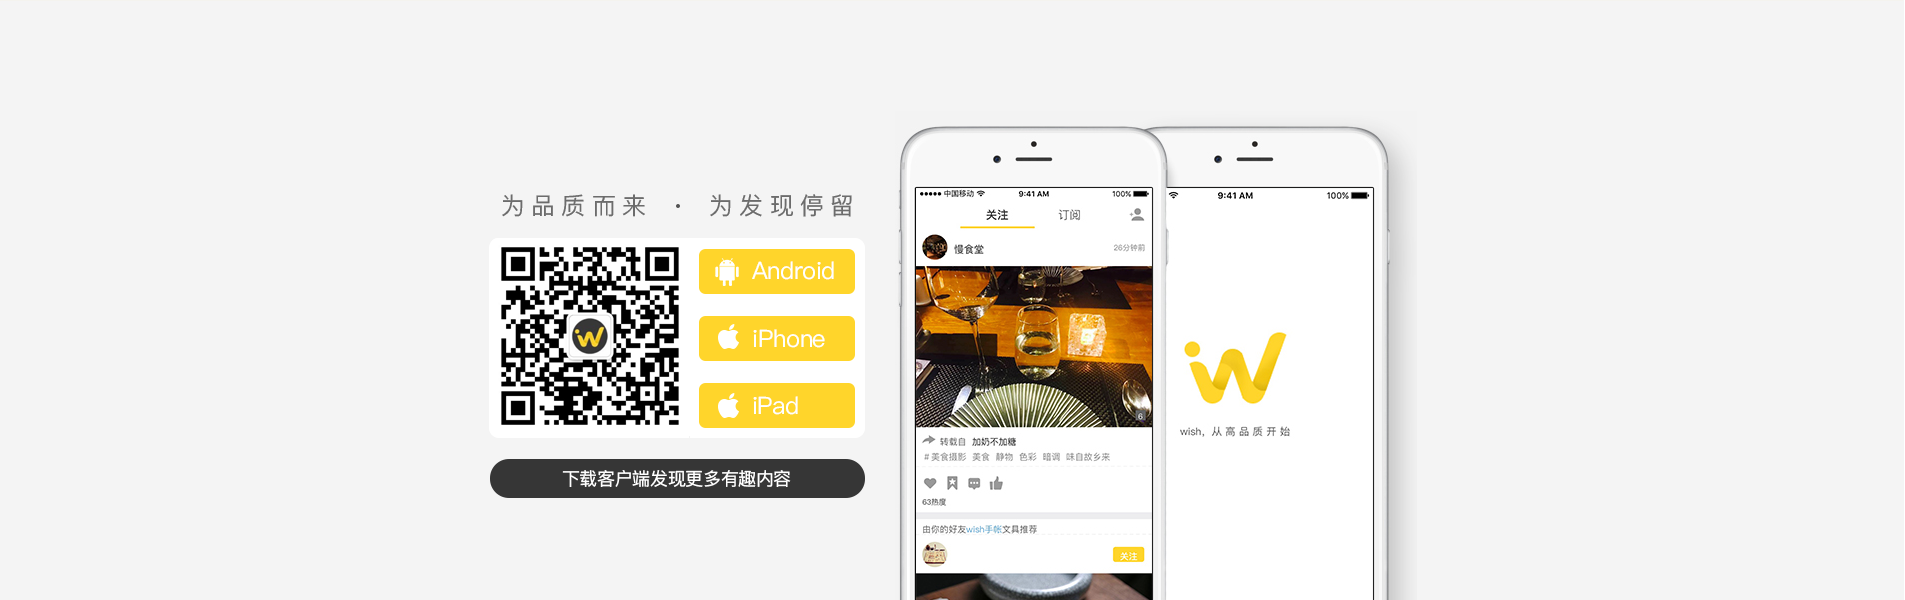 为品质而来 · 为发现停留
Android
iPhone
iPad
下载客户端发现更多有趣内容
中国移动 9:41 AM 100%
关注 订阅
慢食堂 26分钟前
6
转载自 加奶不加糖
#美食摄影 美食 静物 色彩 暗调 味自故乡来
63热度
由你的好友wish手帐文具推荐
关注
9:41 AM 100%
wish, 从高品质开始